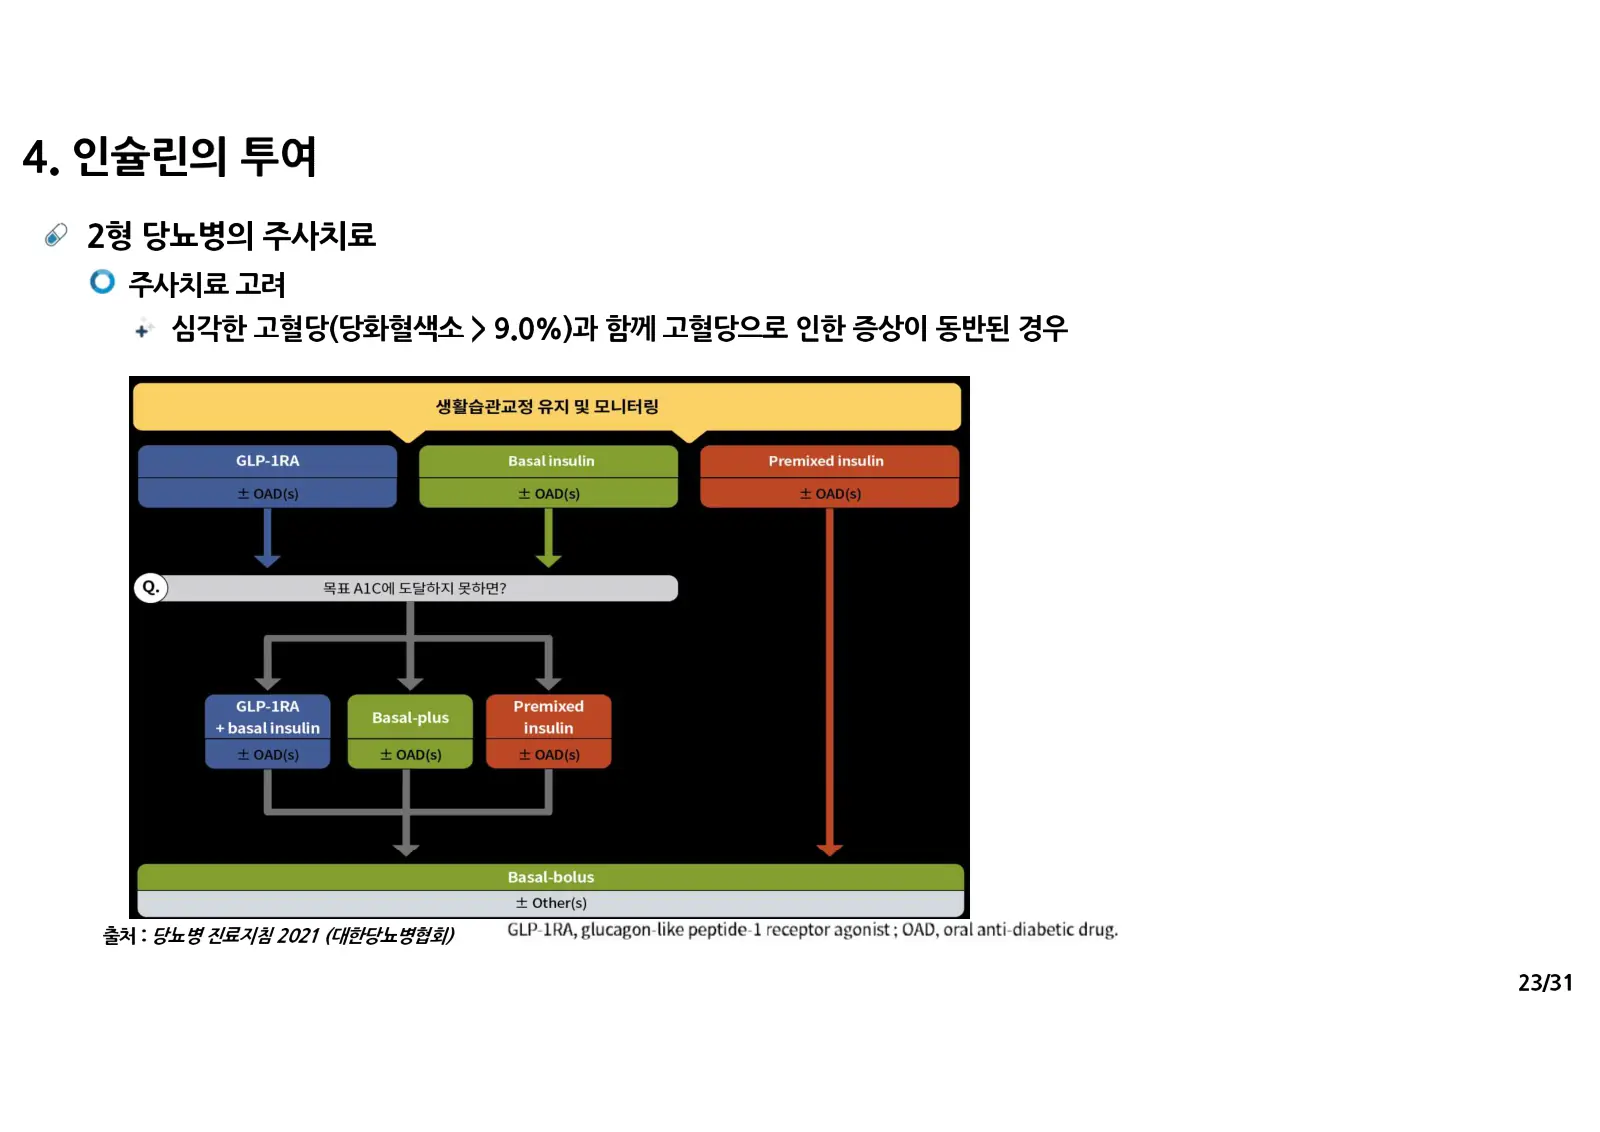 4. 인슐린의 투여
2형 당뇨병의 주사치료
주사치료 고려
심각한 고혈당(당화혈색소 > 9.0%)과 함께 고혈당으로 인한 증상이 동반된 경우
생활습관교정 유지 및 모니터링
GLP-1RA
± OAD(s)
Basal insulin
± OAD(s)
Premixed insulin
± OAD(s)
Q.
목표 A1C에 도달하지 못하면?
GLP-1RA
+ basal insulin
± OAD(s)
Basal-plus
± OAD(s)
Premixed
insulin
± OAD(s)
Basal-bolus
± Other(s)
출처 : 당뇨병 진료지침 2021 (대한당뇨병협회)
GLP-1RA, glucagon-like peptide-1 receptor agonist ; OAD, oral anti-diabetic drug.
23/31